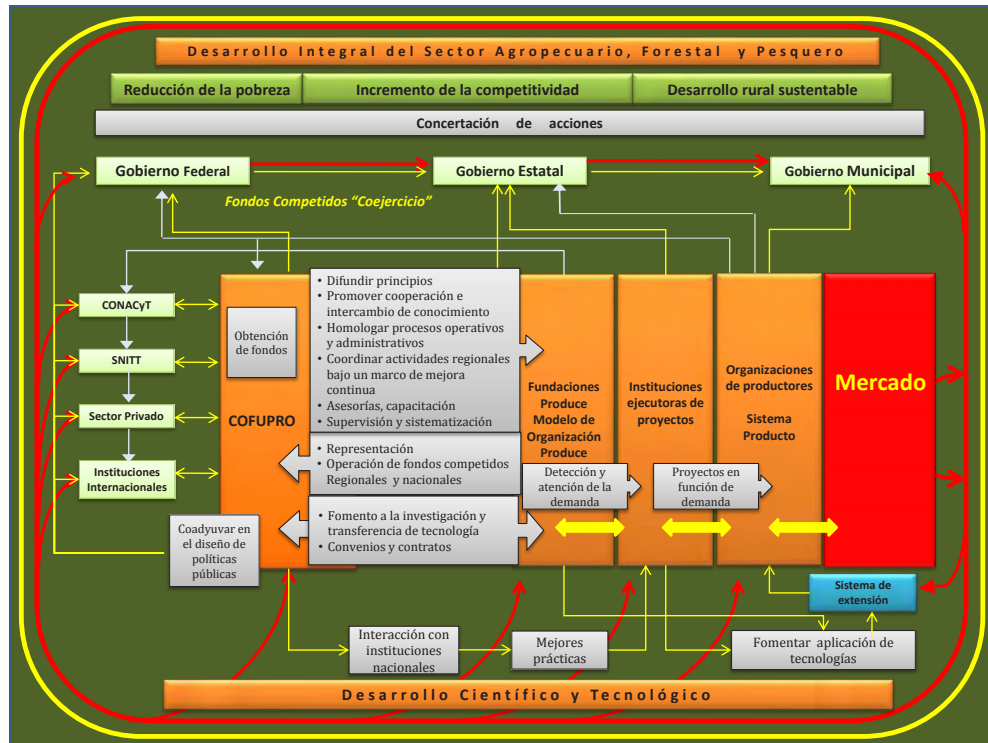 Desarrollo Integral del Sector Agropecuario, Forestal y Pesquero
Reducción de la pobreza
Incremento de la competitividad
Desarrollo rural sustentable
Concertación de acciones
Gobierno Federal
Gobierno Estatal
Gobierno Municipal
Fondos Competidos "Coejercicio"
CONACyT
SNITT
Sector Privado
Instituciones
Internacionales
Obtención
de fondos
COFUPRO
Coadyuvar en
el diseño de
políticas
públicas
• Difundir principios
• Promover cooperación e
intercambio de conocimiento
• Homologar procesos operativos
y administrativos
• Coordinar actividades regionales
bajo un marco de mejora
continua
• Asesorías, capacitación
• Supervisión y sistematización
• Representación
• Operación de fondos competidos
Regionales y nacionales
• Fomento a la investigación y
transferencia de tecnología
• Convenios y contratos
Fundaciones
Produce
Modelo de
Organización
Produce
Detección y
atención de la
demanda
Instituciones
ejecutoras de
proyectos
Proyectos en
función de
demanda
Organizaciones
de productores
Sistema
Producto
Mercado
Sistema de
extensión
Interacción con
instituciones
nacionales
Mejores
prácticas
Fomentar aplicación de
tecnologías
Desarrollo Científico y Tecnológico